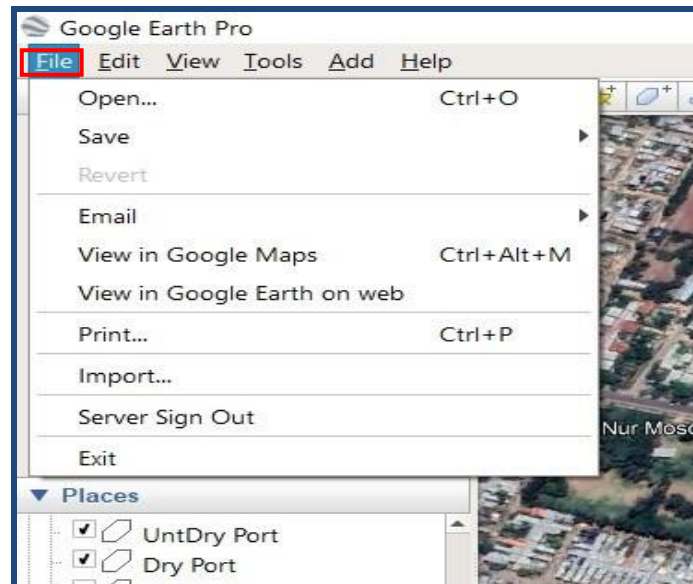 Google Earth Pro
File Edit View Tools Add Help
Open... Ctrl+O
Save
Revert
Email
View in Google Maps Ctrl+Alt+M
View in Google Earth on web
Print... Ctrl+P
Import...
Server Sign Out
Exit
Nur Mosq
Places
UntDry Port
Dry Port